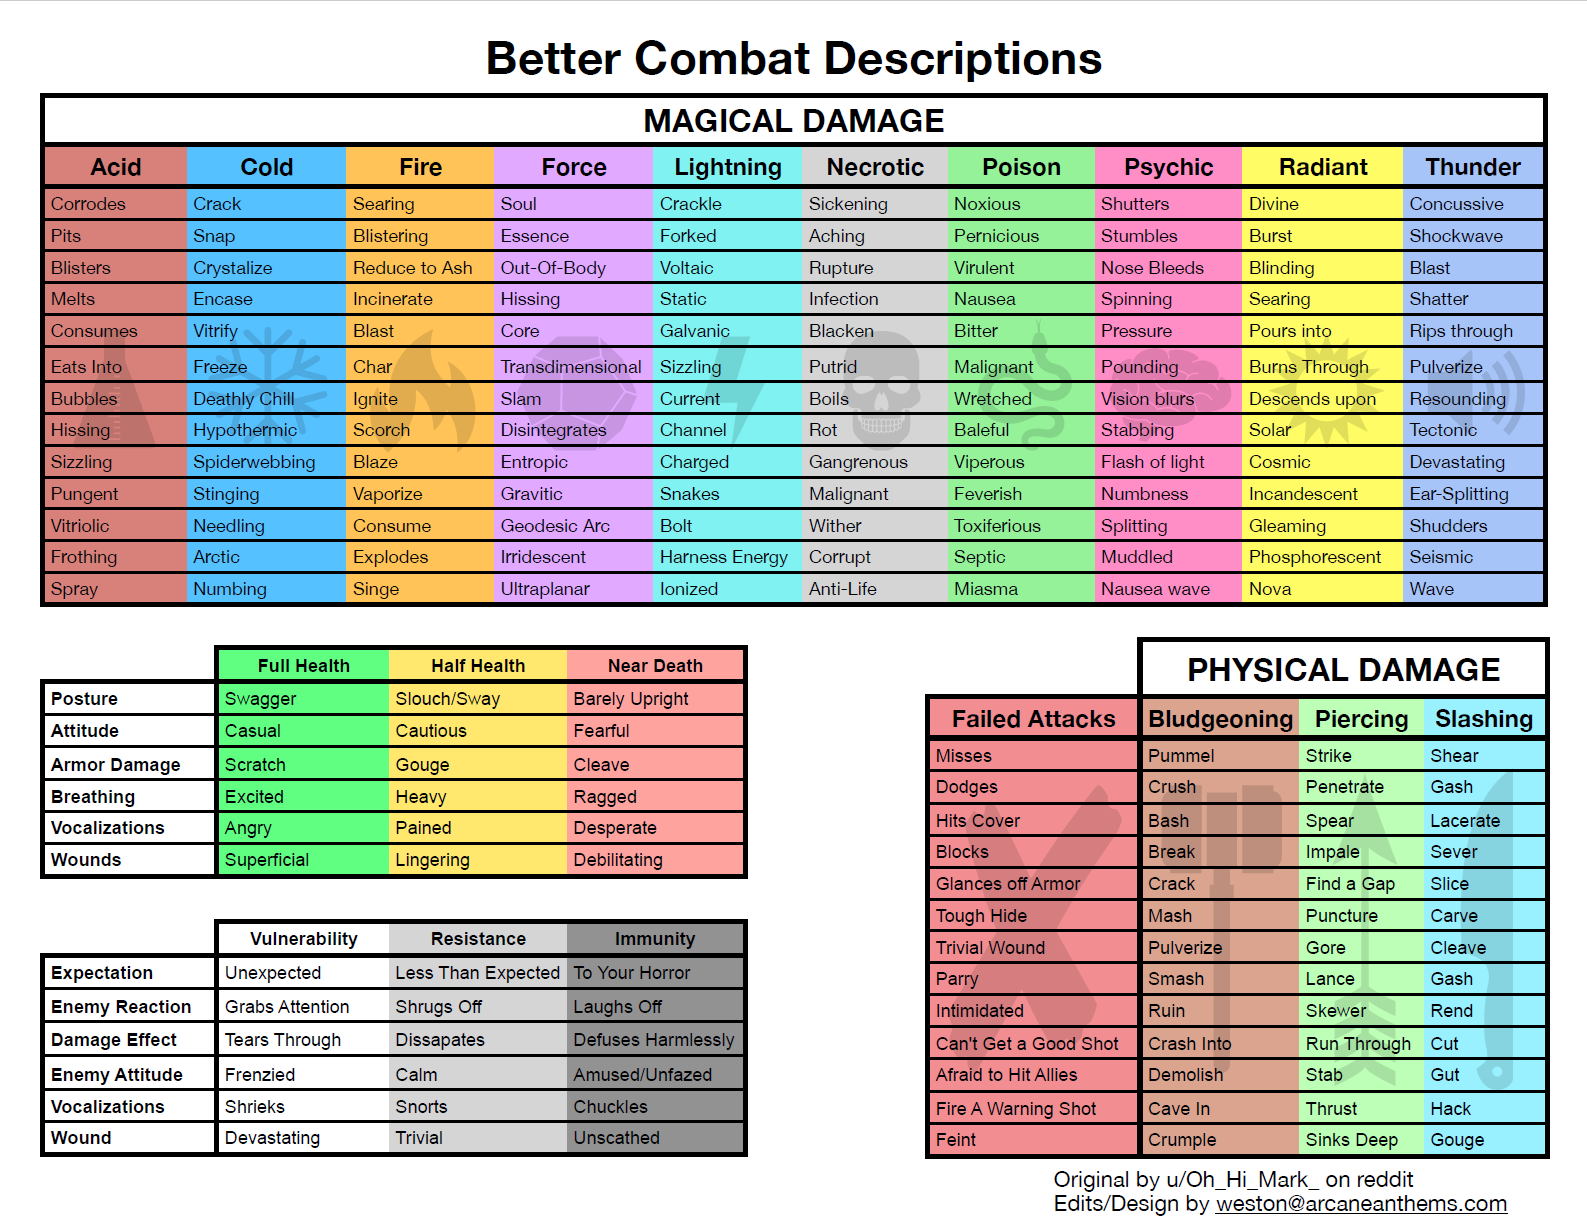 Better Combat Descriptions
MAGICAL DAMAGE
Acid Cold Fire Force Lightning Necrotic Poison Psychic Radiant Thunder
Corrodes Crack Searing Soul Crackle Sickening Noxious Shutters Divine Concussive
Pits Snap Blistering Essence Forked Aching Pernicious Stumbles Burst Shockwave
Blisters Crystalize Reduce to Ash Out-Of-Body Voltaic Rupture Virulent Nose Bleeds Blinding Blast
Melts Encase Incinerate Hissing Static Infection Nausea Spinning Searing Shatter
Consumes Vitrify Blast Core Galvanic Blacken Bitter Pressure Pours into Rips through
Eats Into Freeze Char Transdimensional Sizzling Putrid Malignant Pounding Burns Through Pulverize
Bubbles Deathly Chill Ignite Slam Current Boils Wretched Vision blurs Descends upon Resounding
Hissing Hypothermic Scorch Disintegrates Channel Rot Baleful Stabbing Solar Tectonic
Sizzling Spiderwebbing Blaze Entropic Charged Gangrenous Viperous Flash of light Cosmic Devastating
Pungent Stinging Vaporize Gravitic Snakes Malignant Feverish Numbness Incandescent Ear-Splitting
Vitriolic Needling Consume Geodesic Arc Bolt Wither Toxiferious Splitting Gleaming Shudders
Frothing Arctic Explodes Irridescent Harness Energy Corrupt Septic Muddled Phosphorescent Seismic
Spray Numbing Singe Ultraplanar Ionized Anti-Life Miasma Nausea wave Nova Wave
Full Health Half Health Near Death
Posture Swagger Slouch/Sway Barely Upright
Attitude Casual Cautious Fearful
Armor Damage Scratch Gouge Cleave
Breathing Excited Heavy Ragged
Vocalizations Angry Pained Desperate
Wounds Superficial Lingering Debilitating
Vulnerability Resistance Immunity
Expectation Unexpected Less Than Expected To Your Horror
Enemy Reaction Grabs Attention Shrugs Off Laughs Off
Damage Effect Tears Through Dissapates Defuses Harmlessly
Enemy Attitude Frenzied Calm Amused/Unfazed
Vocalizations Shrieks Snorts Chuckles
Wound Devastating Trivial Unscathed
PHYSICAL DAMAGE
Failed Attacks Bludgeoning Piercing Slashing
Misses Pummel Strike Shear
Dodges Crush Penetrate Gash
Hits Cover Bash Spear Lacerate
Blocks Break Impale Sever
Glances off Armor Crack Find a Gap Slice
Tough Hide Mash Puncture Carve
Trivial Wound Pulverize Gore Cleave
Parry Smash Lance Gash
Intimidated Ruin Skewer Rend
Can't Get a Good Shot Crash Into Run Through Cut
Afraid to Hit Allies Demolish Stab Gut
Fire A Warning Shot Cave In Thrust Hack
Feint Crumple Sinks Deep Gouge
Original by u/Oh_Hi_Mark_ on reddit
Edits/Design by weston@arcaneanthems.com